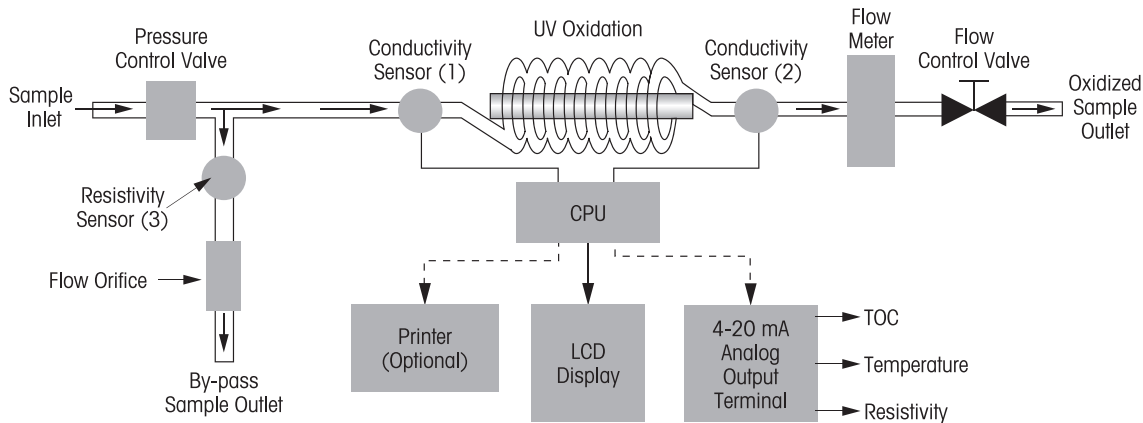 Pressure
Control Valve
Sample
Inlet
Conductivity
Sensor (1)
UV Oxidation
Conductivity
Sensor (2)
Flow
Meter
Flow
Control Valve
Oxidized
Sample
Outlet
Resistivity
Sensor (3)
Flow Orifice
By-pass
Sample Outlet
CPU
Printer
(Optional)
LCD
Display
4-20 mA
Analog
Output
Terminal
TOC
Temperature
Resistivity